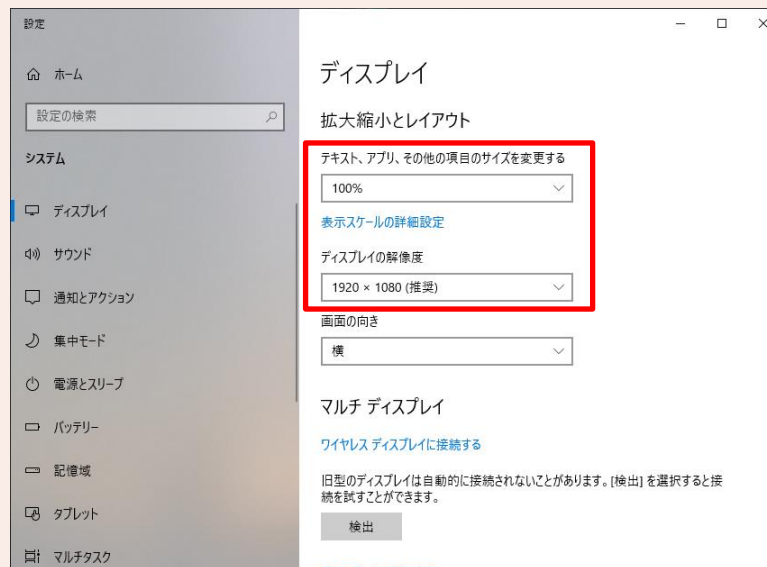 設定
ホーム
設定の検索
システム
ディスプレイ
サウンド
通知とアクション
集中モード
電源とスリープ
バッテリー
記憶域
タブレット
マルチタスク
ディスプレイ
拡大縮小とレイアウト
テキスト、アプリ、その他の項目のサイズを変更する
100%
表示スケールの詳細設定
ディスプレイの解像度
1920 × 1080 (推奨)
画面の向き
横
マルチ ディスプレイ
ワイヤレス ディスプレイに接続する
旧型のディスプレイは自動的に接続されないことがあります。[検出] を選択すると接
続を試すことができます。
検出